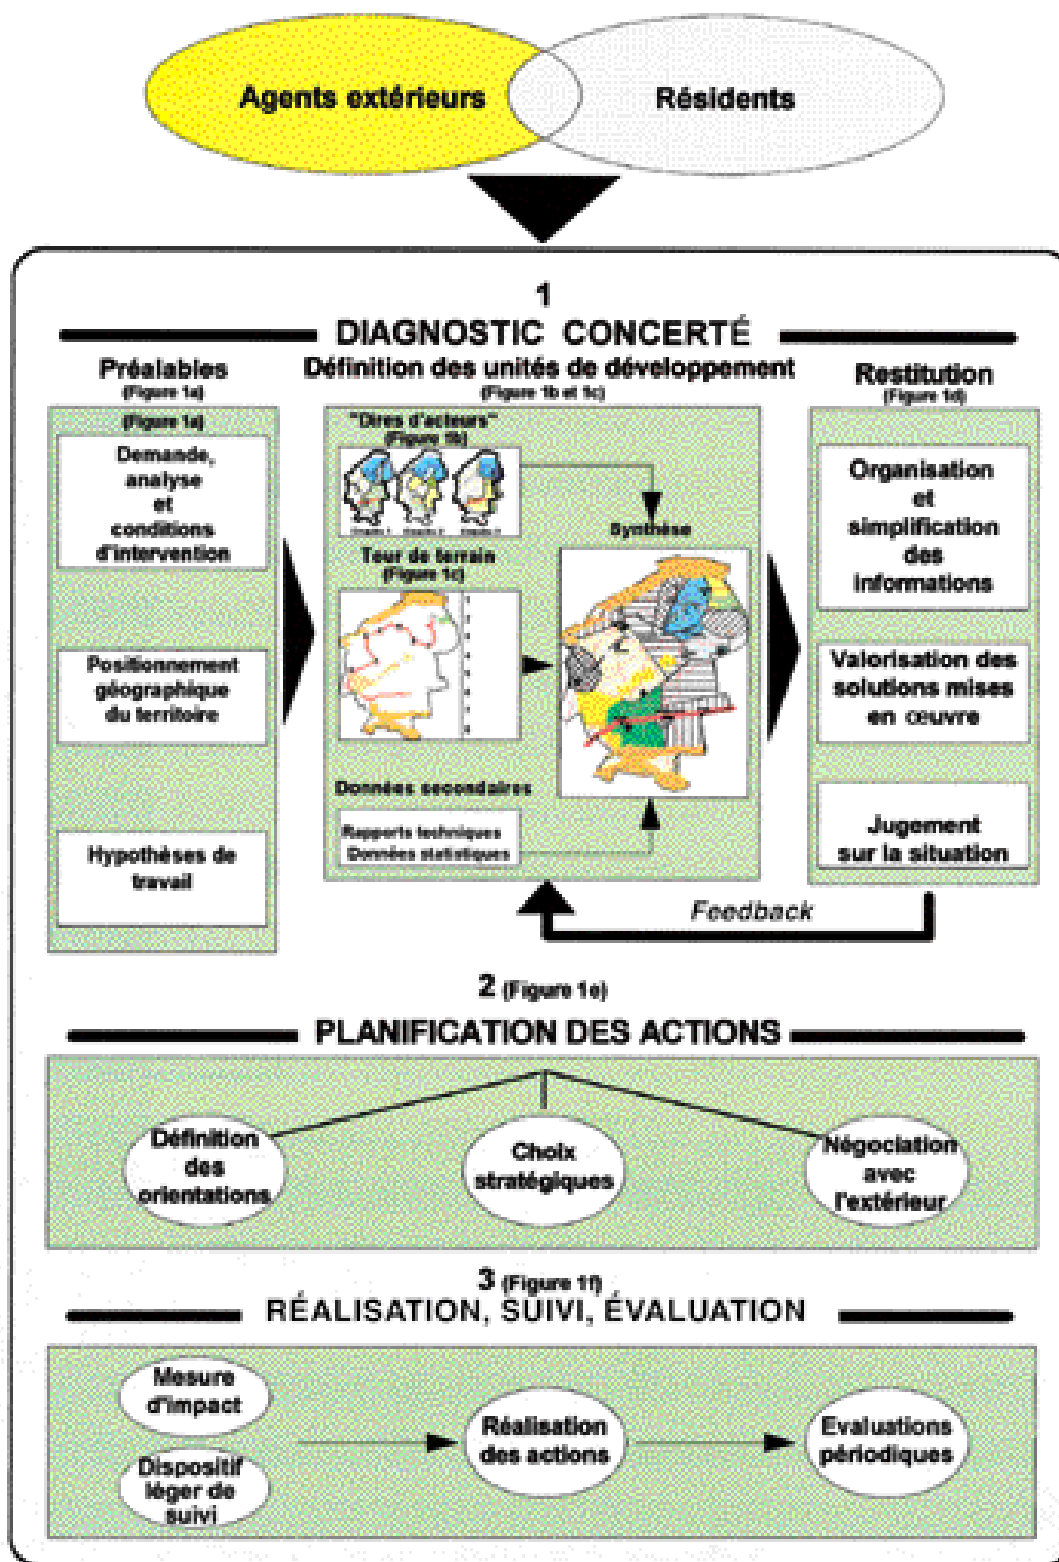 Agents extérieurs
Résidents
1
DIAGNOSTIC CONCERTÉ
Préalables
(Figure 1a)
Définition des unités de développement
(Figure 1b et 1c)
Restitution
(Figure 1d)
(Figure 1a)
Demande,
analyse
et
conditions
d'intervention
Positionnement
géographique
du territoire
Hypothèses de
travail
"Dires d'acteurs"
(Figure 1b)
Tour de terrain
(Figure 1c)
Données secondaires
Rapports techniques
Données statistiques
Synthèse
Organisation
et
simplification
des
informations
Valorisation des
solutions mises
en œuvre
Jugement
sur la situation
Feedback
2 (Figure 1e)
PLANIFICATION DES ACTIONS
Définition
des
orientations
Choix
stratégiques
Négociation
avec
l'extérieur
3 (Figure 1f)
RÉALISATION, SUIVI, ÉVALUATION
Mesure
d'impact
Dispositif
léger de
suivi
Réalisation
des actions
Evaluations
périodiques